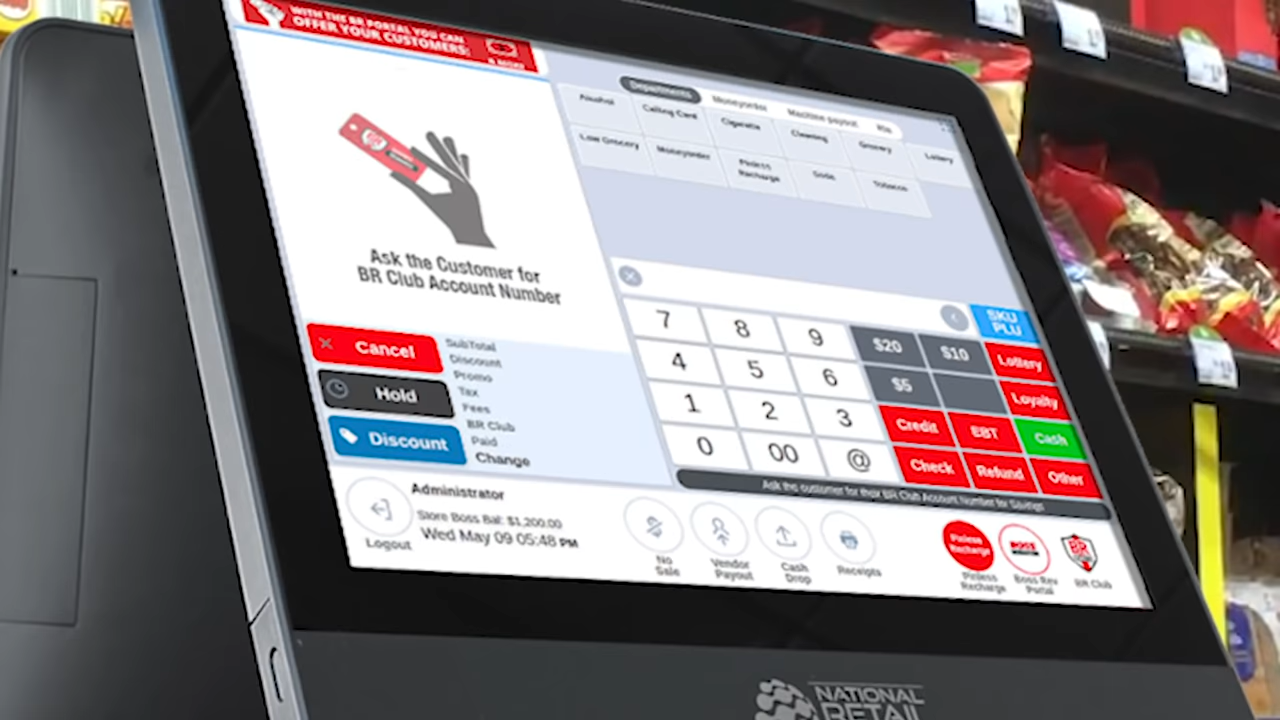 WITH THE BR PORTAL YOU CAN
OFFER YOUR CUSTOMERS:
Departments
Moneyorder
Machine payout
Alcohol
Calling Card
Cigarette
Cleaning
Grocery
Lottery
Low Grocery
Moneyorder
Pinless
Recharge
Soda
Tobacco
Ask the Customer for
BR Club Account Number
SKU
PLU
7
8
9
$20
$10
Lottery
4
5
6
$5
Loyalty
1
2
3
Credit
EBT
Cash
0
00
@
Check
Refund
Other
Cancel
Hold
Discount
SubTotal
Discount
Promo
Tax
Fees
BR Club
Paid
Change
Ask the customer for their BR Club Account Number for Savings
Administrator
Store Boss Bal: $1,200.00
Wed May 09 05:48 PM
Logout
No
Sale
Vendor
Payout
Cash
Drop
Receipts
Pinless
Recharge
Pinless
Recharge
Boss Rev
Portal
BR
BR Club
NATIONAL
RETAIL